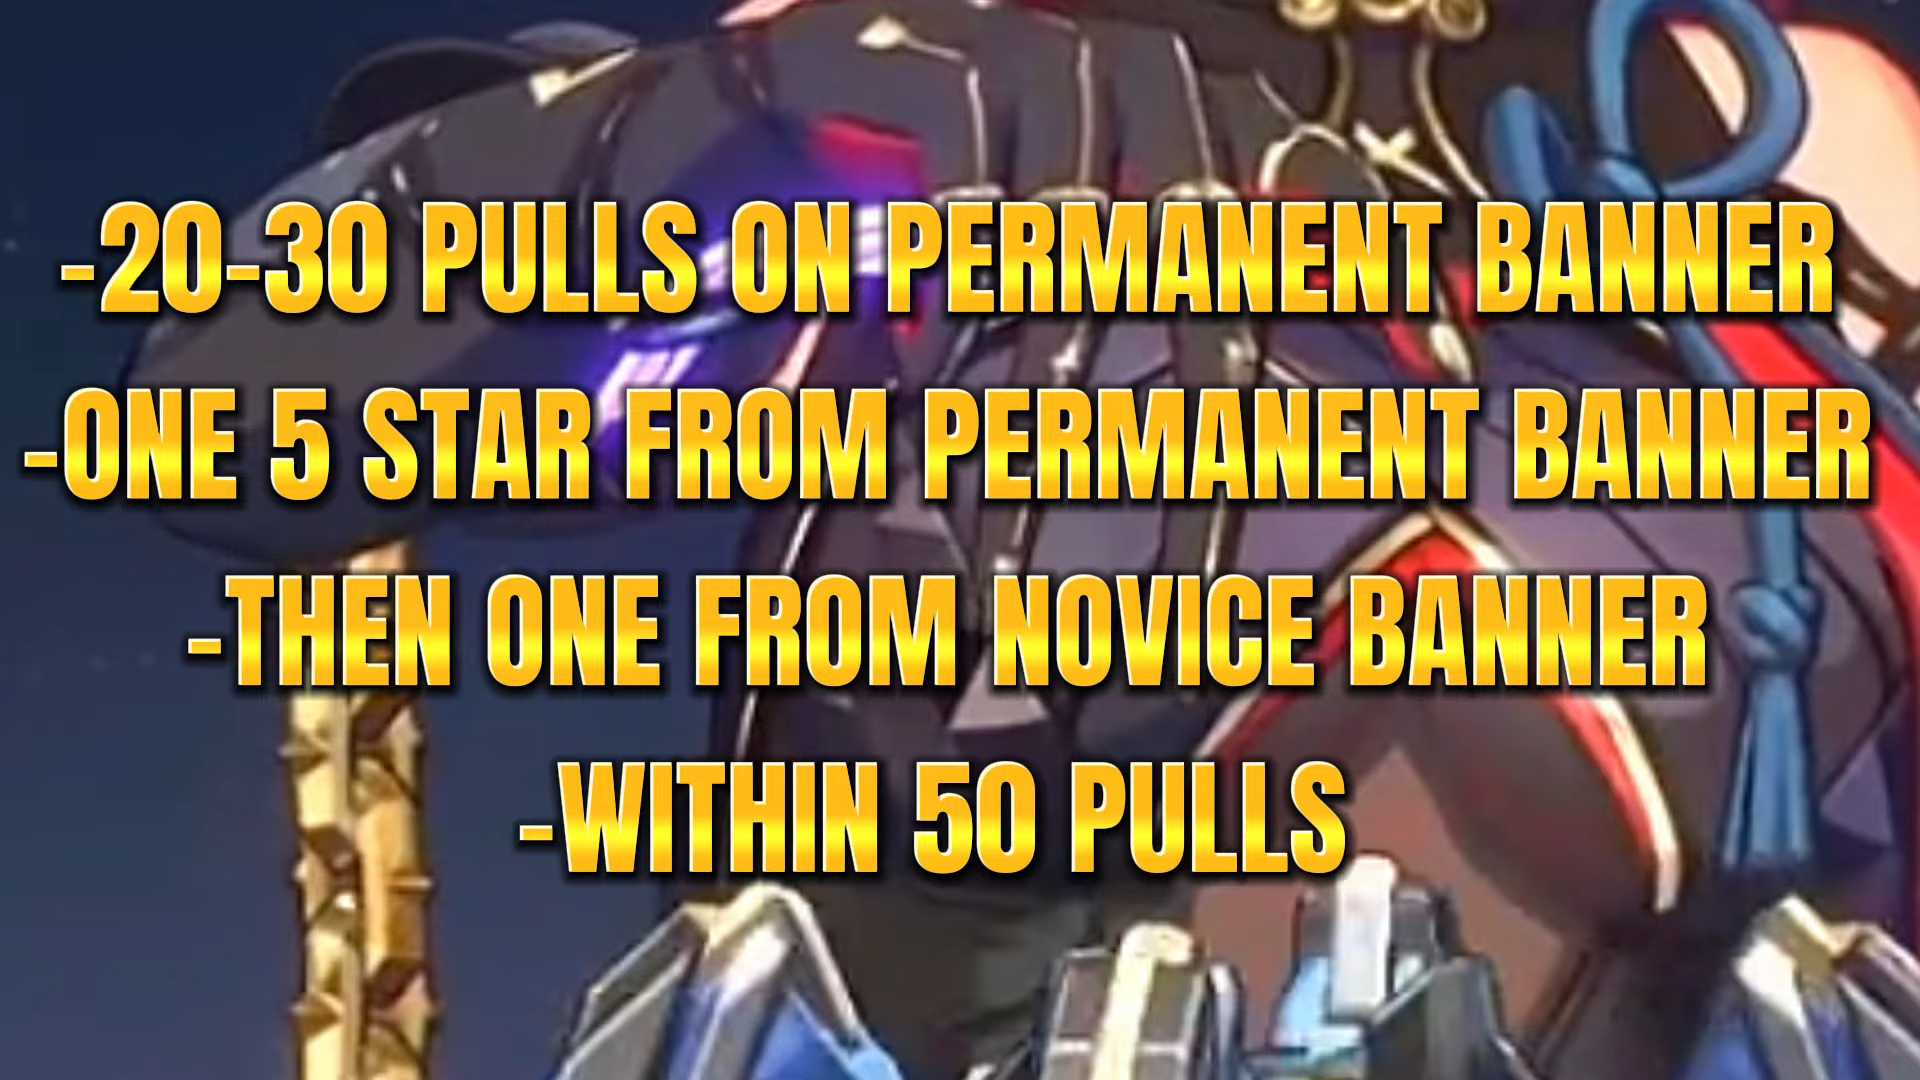 -20-30 PULLS ON PERMANENT BANNER
-ONE 5 STAR FROM PERMANENT BANNER
-THEN ONE FROM NOVICE BANNER
-WITHIN 50 PULLS